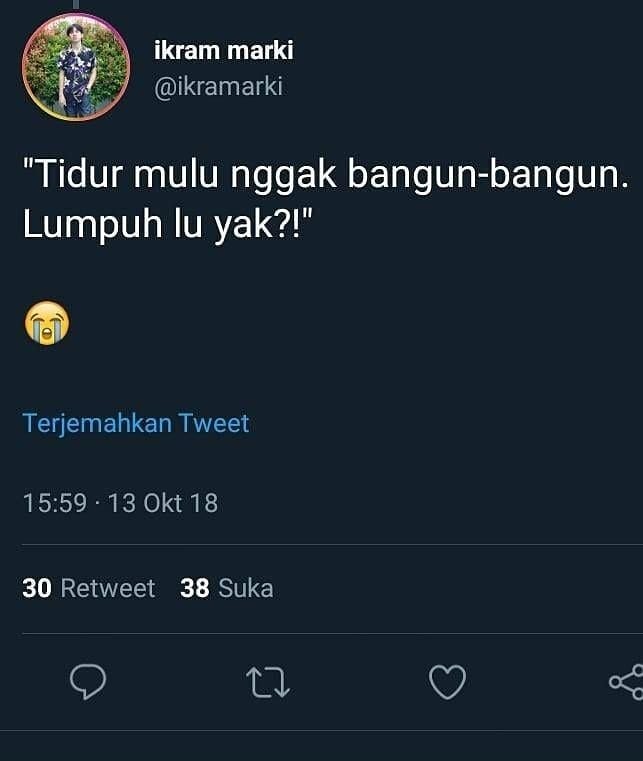 ikram marki
@ikramarki
"Tidur mulu nggak bangun-bangun.
Lumpuh lu yak?!"
😭
Terjemahkan Tweet
15:59 · 13 Okt 18
30 Retweet 38 Suka